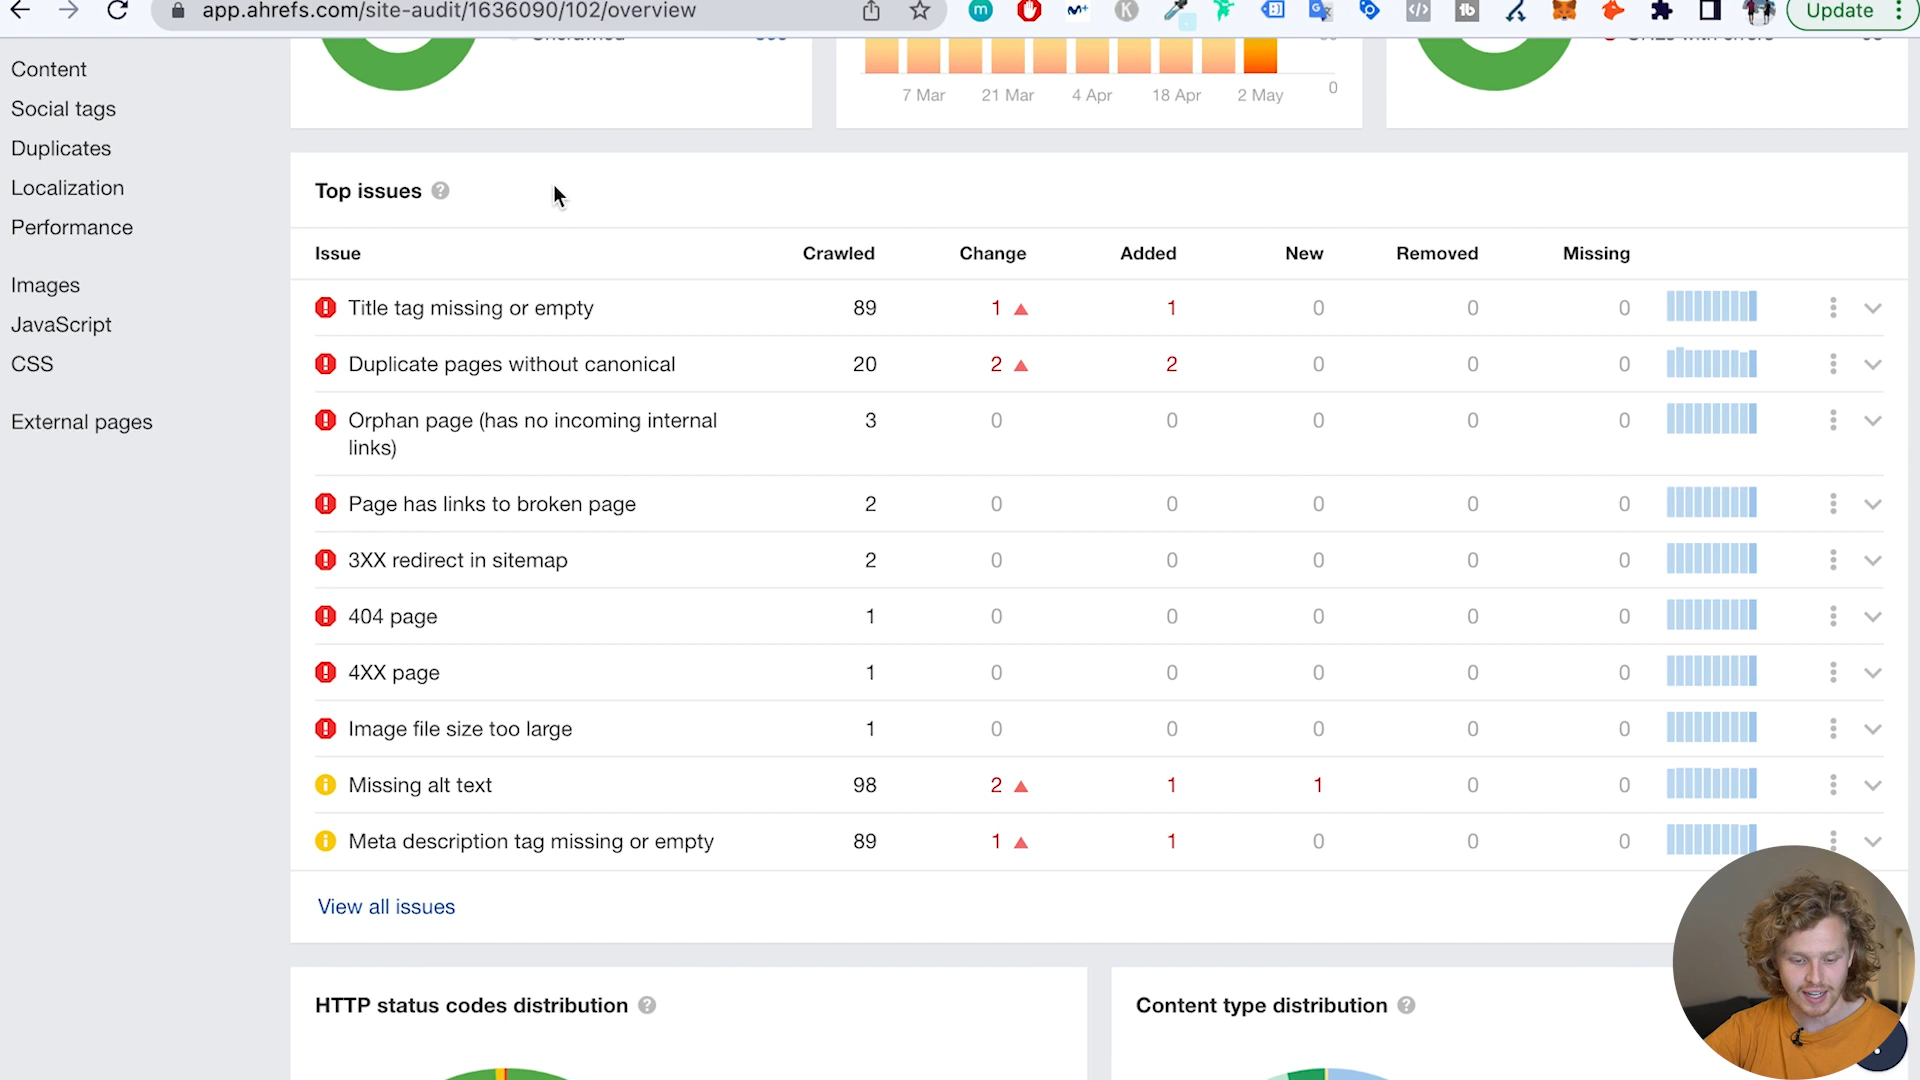 app.ahrefs.com/site-audit/1636090/102/overview
Update
Content
Social tags
Duplicates
Localization
Performance
Images
JavaScript
CSS
External pages
7 Mar 21 Mar 4 Apr 18 Apr 2 May 0
Top issues
Issue Crawled Change Added New Removed Missing
Title tag missing or empty 89 1 1 0 0 0
Duplicate pages without canonical 20 2 2 0 0 0
Orphan page (has no incoming internal 3 0 0 0 0 0
links)
Page has links to broken page 2 0 0 0 0 0
3XX redirect in sitemap 2 0 0 0 0 0
404 page 1 0 0 0 0 0
4XX page 1 0 0 0 0 0
Image file size too large 1 0 0 0 0 0
Missing alt text 98 2 1 1 0 0
Meta description tag missing or empty 89 1 1 0 0 0
View all issues
HTTP status codes distribution
Content type distribution